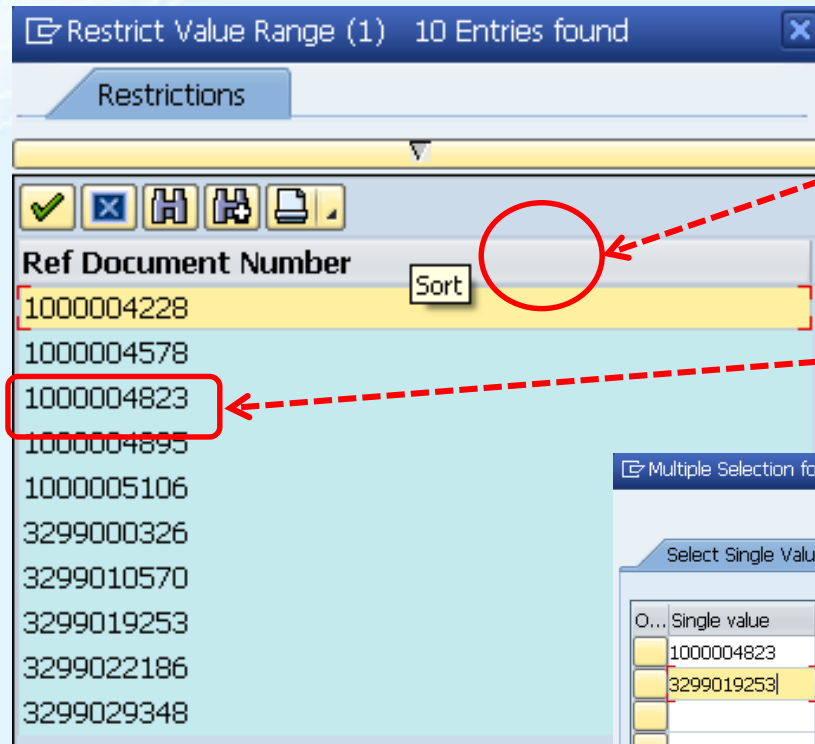 Restrict Value Range (1) 10 Entries found
Restrictions
Ref Document Number
Sort
1000004228
1000004578
1000004823
1000004895
1000005106
3299000326
3299010570
3299019253
3299022186
3299029348
Multiple Selection fo
Select Single Valu
O... Single value
1000004823
3299019253